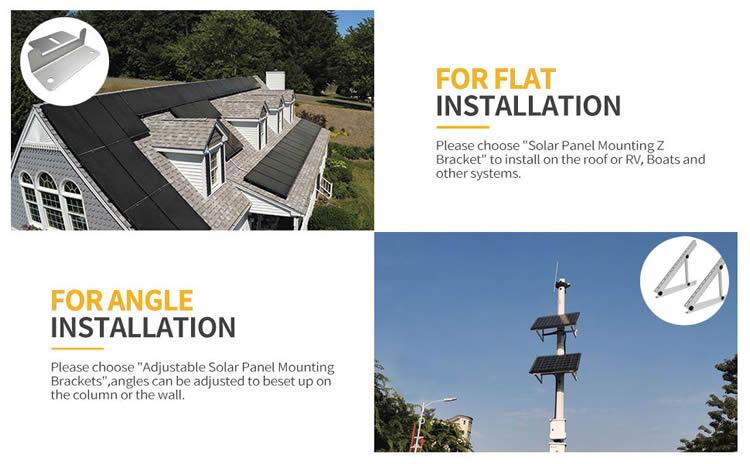 FOR FLAT
INSTALLATION
Please choose "Solar Panel Mounting Z
Bracket" to install on the roof or RV, Boats and
other systems.
FOR ANGLE
INSTALLATION
Please choose "Adjustable Solar Panel Mounting
Brackets",angles can be adjusted to beset up on
the column or the wall.